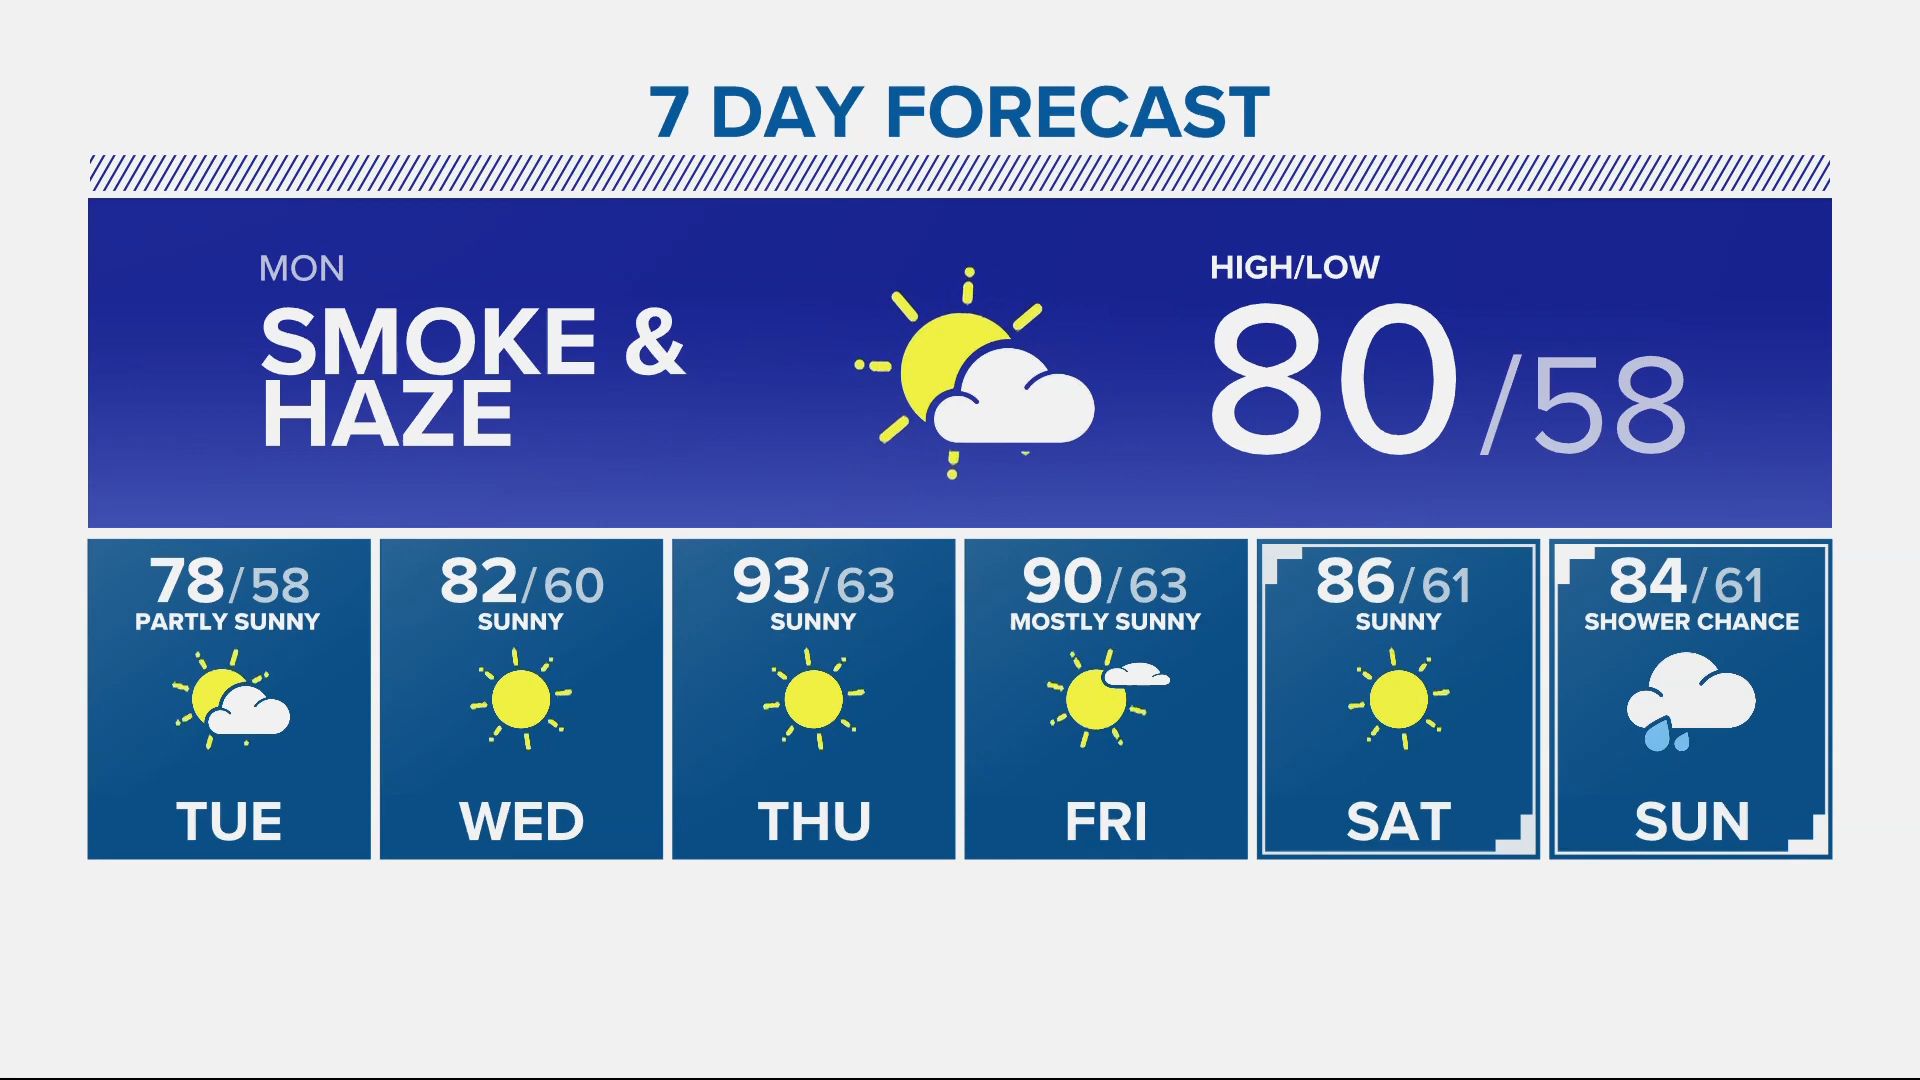 7 DAY FORECAST
MON
SMOKE &
HAZE
HIGH/LOW
80/58
78/58
PARTLY SUNNY
TUE
82/60
SUNNY
WED
93/63
SUNNY
THU
90/63
MOSTLY SUNNY
FRI
86/61
SUNNY
SAT
84/61
SHOWER CHANCE
SUN